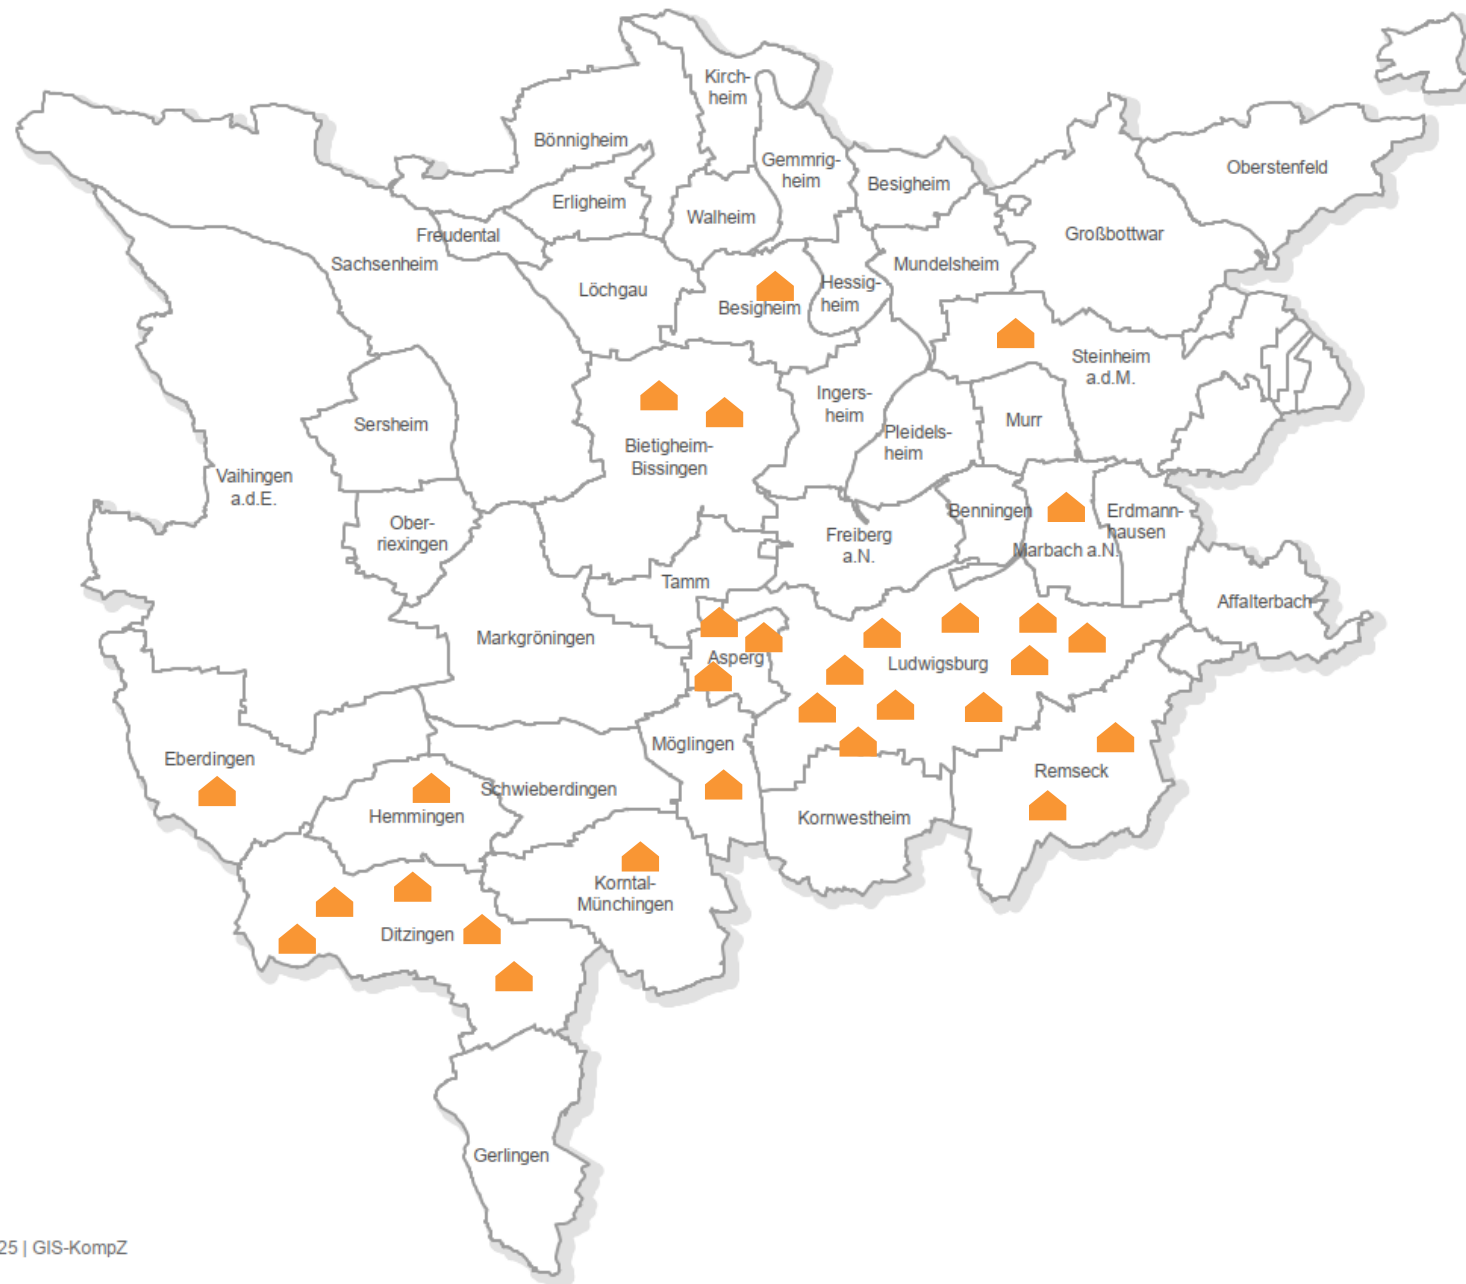 Kirch-
heim
Bönnigheim
Gemmrig-
heim
Besigheim
Oberstenfeld
Erligheim
Walheim
Freudental
Großbottwar
Sachsenheim
Mundelsheim
Löchgau
Hessig-
heim
Besigheim
Steinheim
a.d.M.
Ingers-
heim
Sersheim
Murr
Pleidels-
heim
Bietigheim-
Bissingen
Vaihingen
a.d.E.
Ober-
riexingen
Benningen
Erdmann-
hausen
Freiberg
a.N.
Marbach a.N.
Tamm
Affalterbach
Markgröningen
Asperg
Ludwigsburg
Möglingen
Eberdingen
Remseck
Schwieberdingen
Hemmingen
Kornwestheim
Korntal-
Münchingen
Ditzingen
Gerlingen
25 | GIS-KompZ